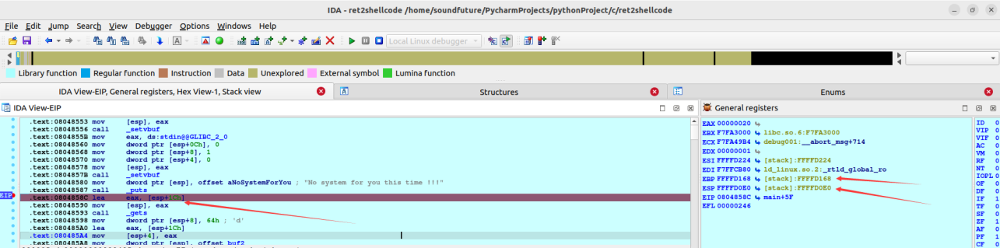 IDA - ret2shellcode /home/soundfuture/PycharmProjects/pythonProject/c/ret2shellcode
File Edit Jump Search View Debugger Options Windows Help
Local Linux debugger
Library function Regular function Instruction Data Unexplored External symbol Lumina function
IDA View-EIP, General registers, Hex View-1, Stack view Structures Enums
IDA View-EIP
.text:08048553 mov [esp], eax
.text:08048556 call _setvbuf
.text:0804855B mov eax, ds:stdin@@GLIBC_2_0
.text:08048560 mov dword ptr [esp+0Ch], 0
.text:08048568 mov dword ptr [esp+8], 1
.text:08048570 mov dword ptr [esp+4], 0
.text:08048578 mov [esp], eax
.text:0804857B call _setvbuf
.text:08048580 mov dword ptr [esp], offset aNoSystemForYou ; "No system for you this time !!!"
.text:08048587 call _puts
EIP .text:0804858C lea eax, [esp+1Ch]
.text:08048590 mov [esp], eax
.text:08048593 call _gets
.text:08048598 mov dword ptr [esp+8], 64h ; 'd'
.text:080485A0 lea eax, [esp+1Ch]
.text:080485A4 mov [esp+4], eax
.text:080485A8 mov dword ptr [esp], offset buf2
General registers
EAX 00000020
EBX F7FA3000 libc.so.6:F7FA3000
ECX F7FA49B4 debug001:__abort_msg+714
EDX 00000001
ESI FFFFD224 [stack]:FFFFD224
EDI F7FFCB80 ld_linux.so.2:_rtld_global_ro
EBP FFFFD168 [stack]:FFFFD168
ESP FFFFD0E0 [stack]:FFFFD0E0
EIP 0804858C main+5F
EFL 00000246
ID 0
VIP 0
VIF 0
AC 0
VM 0
RF 0
NT 0
IOPL 0
OF 0
DF 0
IF 1
TF 0
SF 0
ZF 1
AF 0
PF 1
CF 0